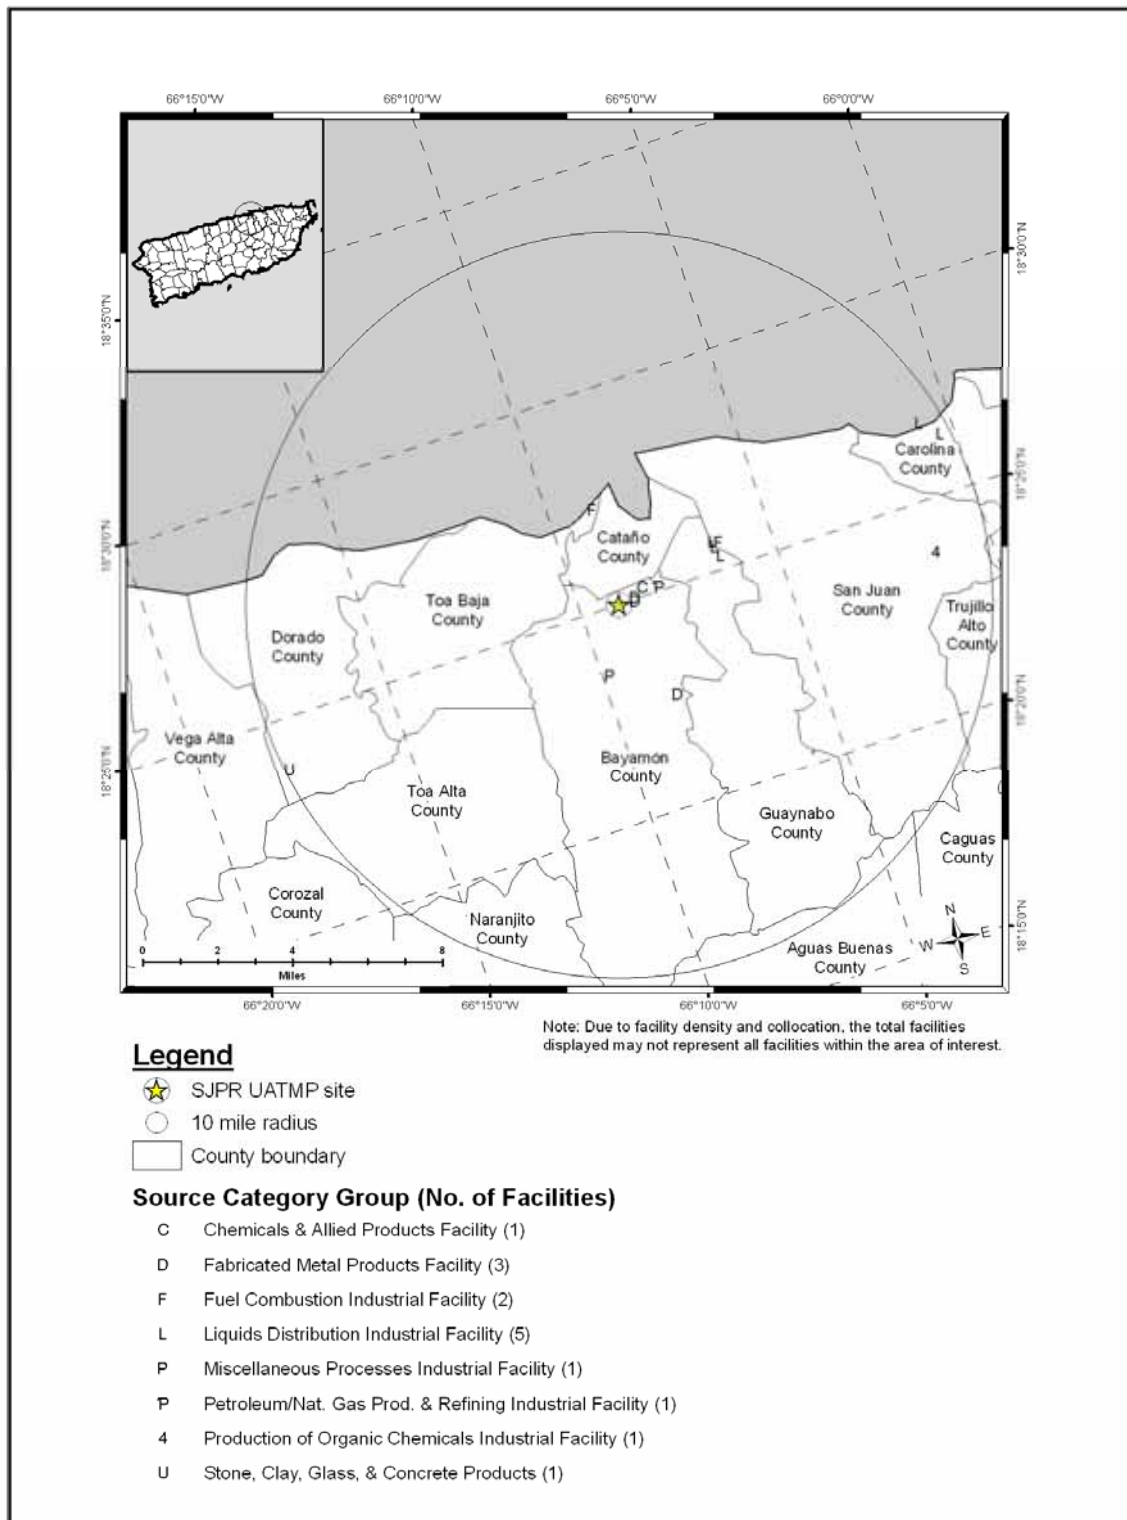 66°15'0"W 66°10'0"W 66°5'0"W 66°0'0"W
18°30'0"N
18°35'0"N
L
L
Carolina
County
18°25'0"N
F
Cataño
County
F
L
4
18°30'0"N
C
P
D
San Juan
County
Toa Baja
County
Trujillo
Alto
County
Dorado
County
P
D
18°20'0"N
Vega Alta
County
U
Bayamón
County
18°25'0"N
Toa Alta
County
Guaynabo
County
Caguas
County
Corozal
County
Naranjito
County
Aguas Buenas
County
N
W E
S
18°15'0"N
0 2 4 8
Miles
66°20'0"W 66°15'0"W 66°10'0"W 66°5'0"W
Note: Due to facility density and collocation, the total facilities
displayed may not represent all facilities within the area of interest.
Legend
SJPR UATMP site
10 mile radius
County boundary
Source Category Group (No. of Facilities)
C Chemicals & Allied Products Facility (1)
D Fabricated Metal Products Facility (3)
F Fuel Combustion Industrial Facility (2)
L Liquids Distribution Industrial Facility (5)
P Miscellaneous Processes Industrial Facility (1)
P Petroleum/Nat. Gas Prod. & Refining Industrial Facility (1)
4 Production of Organic Chemicals Industrial Facility (1)
U Stone, Clay, Glass, & Concrete Products (1)